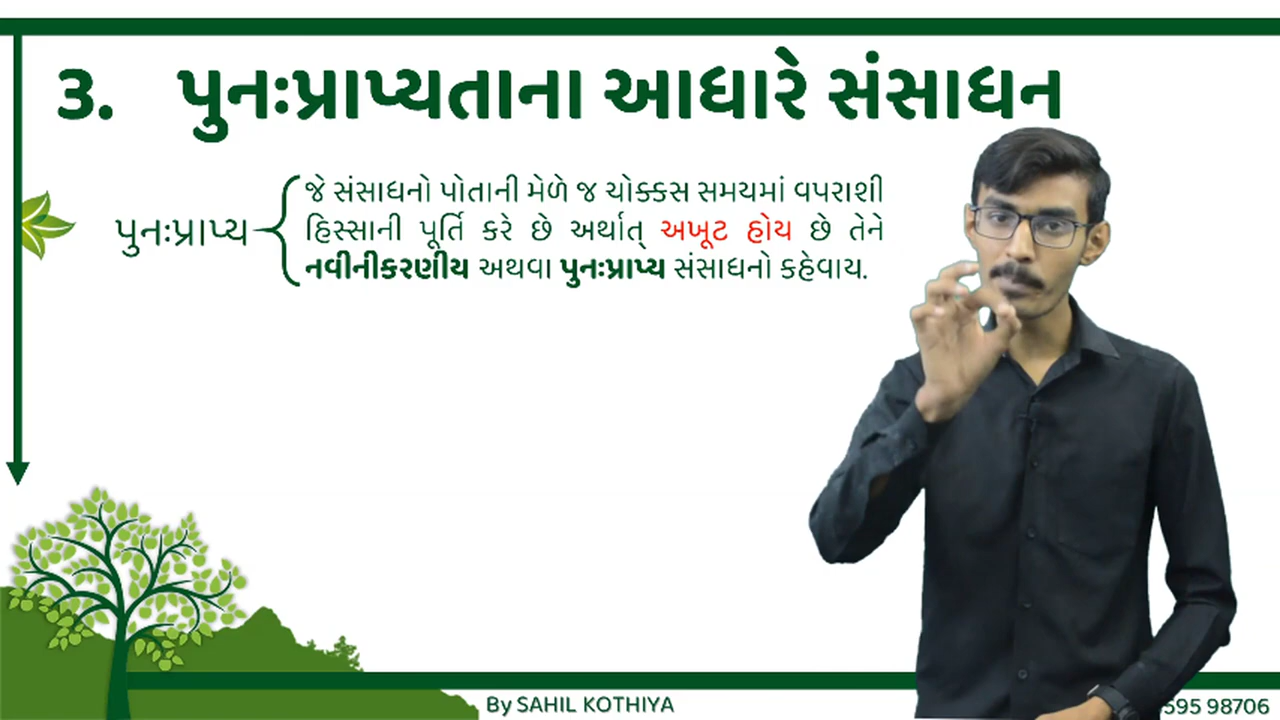 ૩. પુનઃપ્રાપ્યતાના આધારે સંસાધન
પુનઃપ્રાપ્ય
જે સંસાધનો પોતાની મેળે જ ચોક્કસ સમયમાં વપરાશી
હિસ્સાની પૂર્તિ કરે છે અર્થાત્ અખૂટ હોય છે તેને
નવીનીકરણીય અથવા પુનઃપ્રાપ્ય સંસાધનો કહેવાય.
By SAHIL KOTHIYA
595 98706